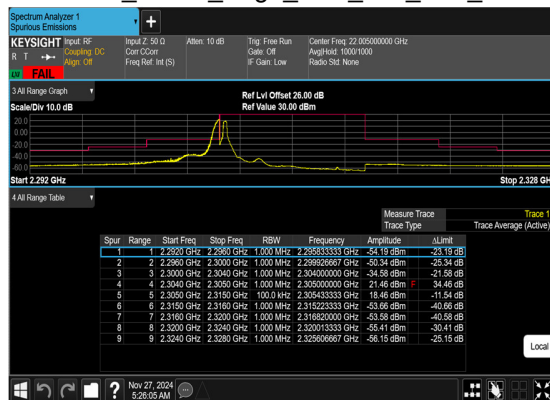 Spectrum Analyzer 1
Spurious Emissions
KEYSIGHT Input: RF Input Z: 50 Ω Atten: 10 dB Trig: Free Run Center Freq: 22.005000000 GHz
R T Coupling: DC Corr CCorr Gate: Off Avg|Hold: 1000/1000
Align: Off Freq Ref: Int (S) IF Gain: Low Radio Std: None
FAIL
3 All Range Graph
Ref Lvl Offset 26.00 dB
Scale/Div 10.0 dB Ref Value 30.00 dBm
20.0
0.00
-20.0
-40.0
-60.0
Start 2.292 GHz Stop 2.328 GH
4 All Range Table
Measure Trace Trace 1
Trace Type Trace Average (Active)
Spur Range Start Freq Stop Freq RBW Frequency Amplitude ΔLimit
1 1 2.2920 GHz 2.2960 GHz 1.000 MHz 2.295833333 GHz -54.19 dBm -23.19 dB
2 2 2.2960 GHz 2.3000 GHz 1.000 MHz 2.299926667 GHz -50.34 dBm -25.34 dB
3 3 2.3000 GHz 2.3040 GHz 1.000 MHz 2.304000000 GHz -34.58 dBm -21.58 dB
4 4 2.3040 GHz 2.3050 GHz 1.000 MHz 2.305000000 GHz 21.46 dBm F 34.46 dB
5 5 2.3050 GHz 2.3150 GHz 100.0 kHz 2.305433333 GHz 18.46 dBm -11.54 dB
6 6 2.3150 GHz 2.3160 GHz 1.000 MHz 2.315223333 GHz -53.66 dBm -40.66 dB
7 7 2.3160 GHz 2.3200 GHz 1.000 MHz 2.316820000 GHz -53.58 dBm -40.58 dB
8 8 2.3200 GHz 2.3240 GHz 1.000 MHz 2.320013333 GHz -55.41 dBm -30.41 dB
9 9 2.3240 GHz 2.3280 GHz 1.000 MHz 2.325606667 GHz -56.15 dBm -25.15 dB
Local
Nov 27, 2024
5:26:05 AM